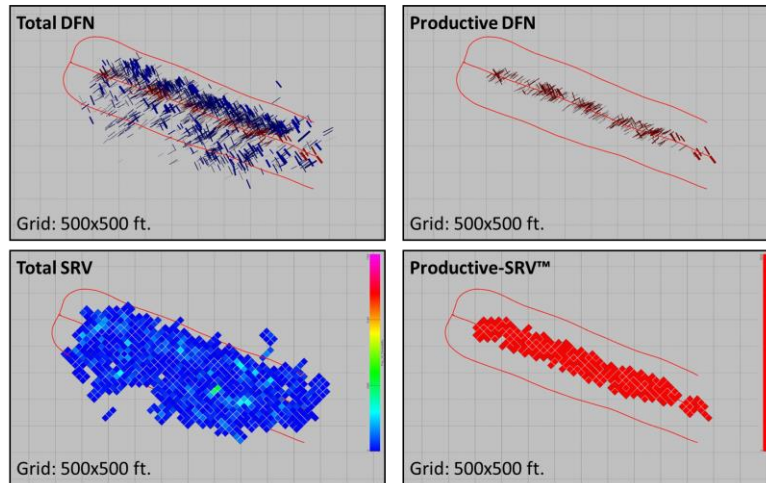 Total DFN
Productive DFN
Grid: 500x500 ft.
Grid: 500x500 ft.
Total SRV
Productive-SRV™
Grid: 500x500 ft.
Grid: 500x500 ft.